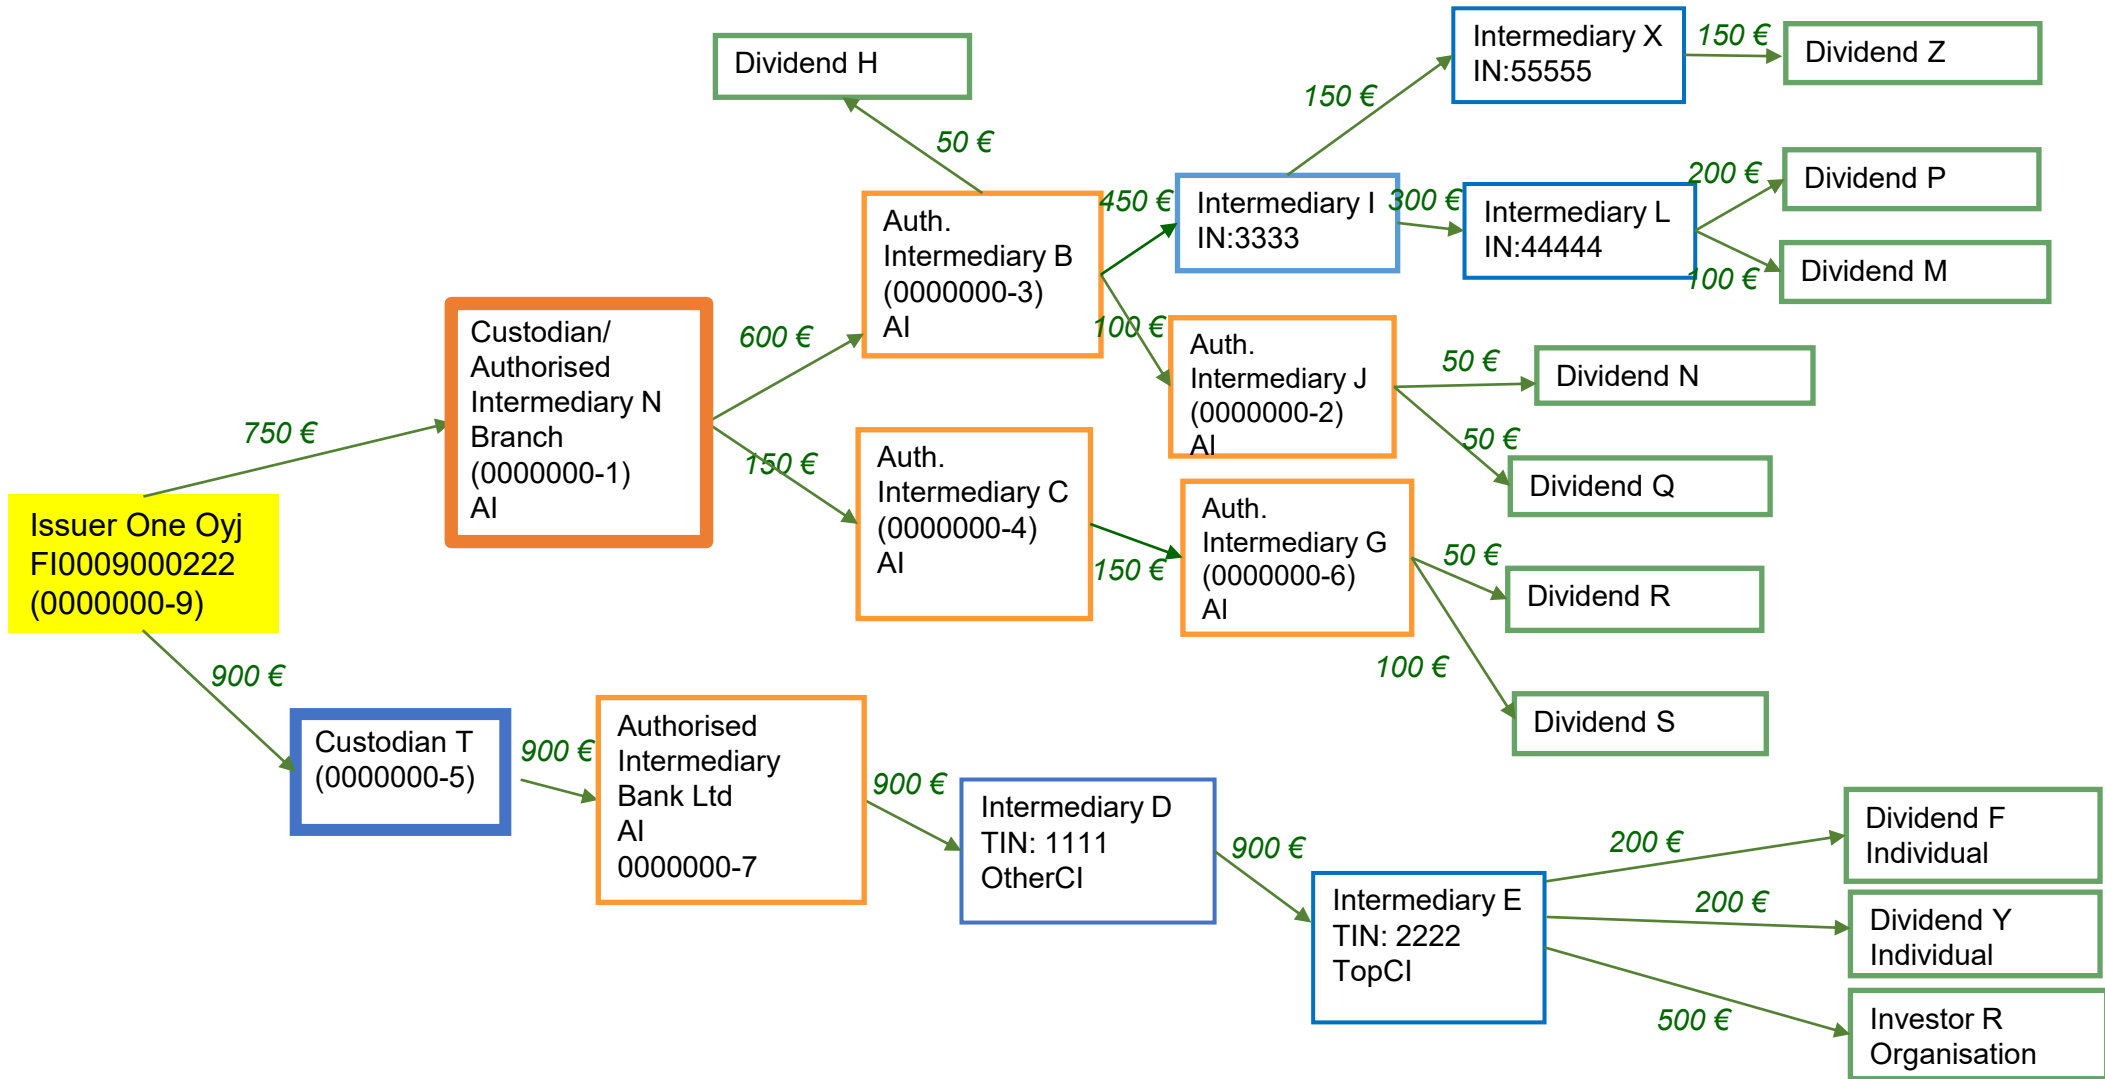 Dividend H
50 €
Intermediary X
IN:55555
150 €
Dividend Z
150 €
Auth.
Intermediary B
(0000000-3)
AI
450 €
Intermediary I
IN:3333
300 €
Intermediary L
IN:44444
200 €
Dividend P
100 €
Dividend M
Custodian/
Authorised
Intermediary N
Branch
(0000000-1)
AI
600 €
100 €
Auth.
Intermediary J
(0000000-2)
AI
50 €
Dividend N
50 €
Dividend Q
750 €
150 €
Auth.
Intermediary C
(0000000-4)
AI
150 €
Auth.
Intermediary G
(0000000-6)
AI
50 €
Dividend R
100 €
Dividend S
Issuer One Oyj
FI0009000222
(0000000-9)
900 €
Custodian T
(0000000-5)
900 €
Authorised
Intermediary
Bank Ltd
AI
0000000-7
900 €
Intermediary D
TIN: 1111
OtherCI
900 €
Intermediary E
TIN: 2222
TopCI
200 €
Dividend F
Individual
200 €
Dividend Y
Individual
500 €
Investor R
Organisation